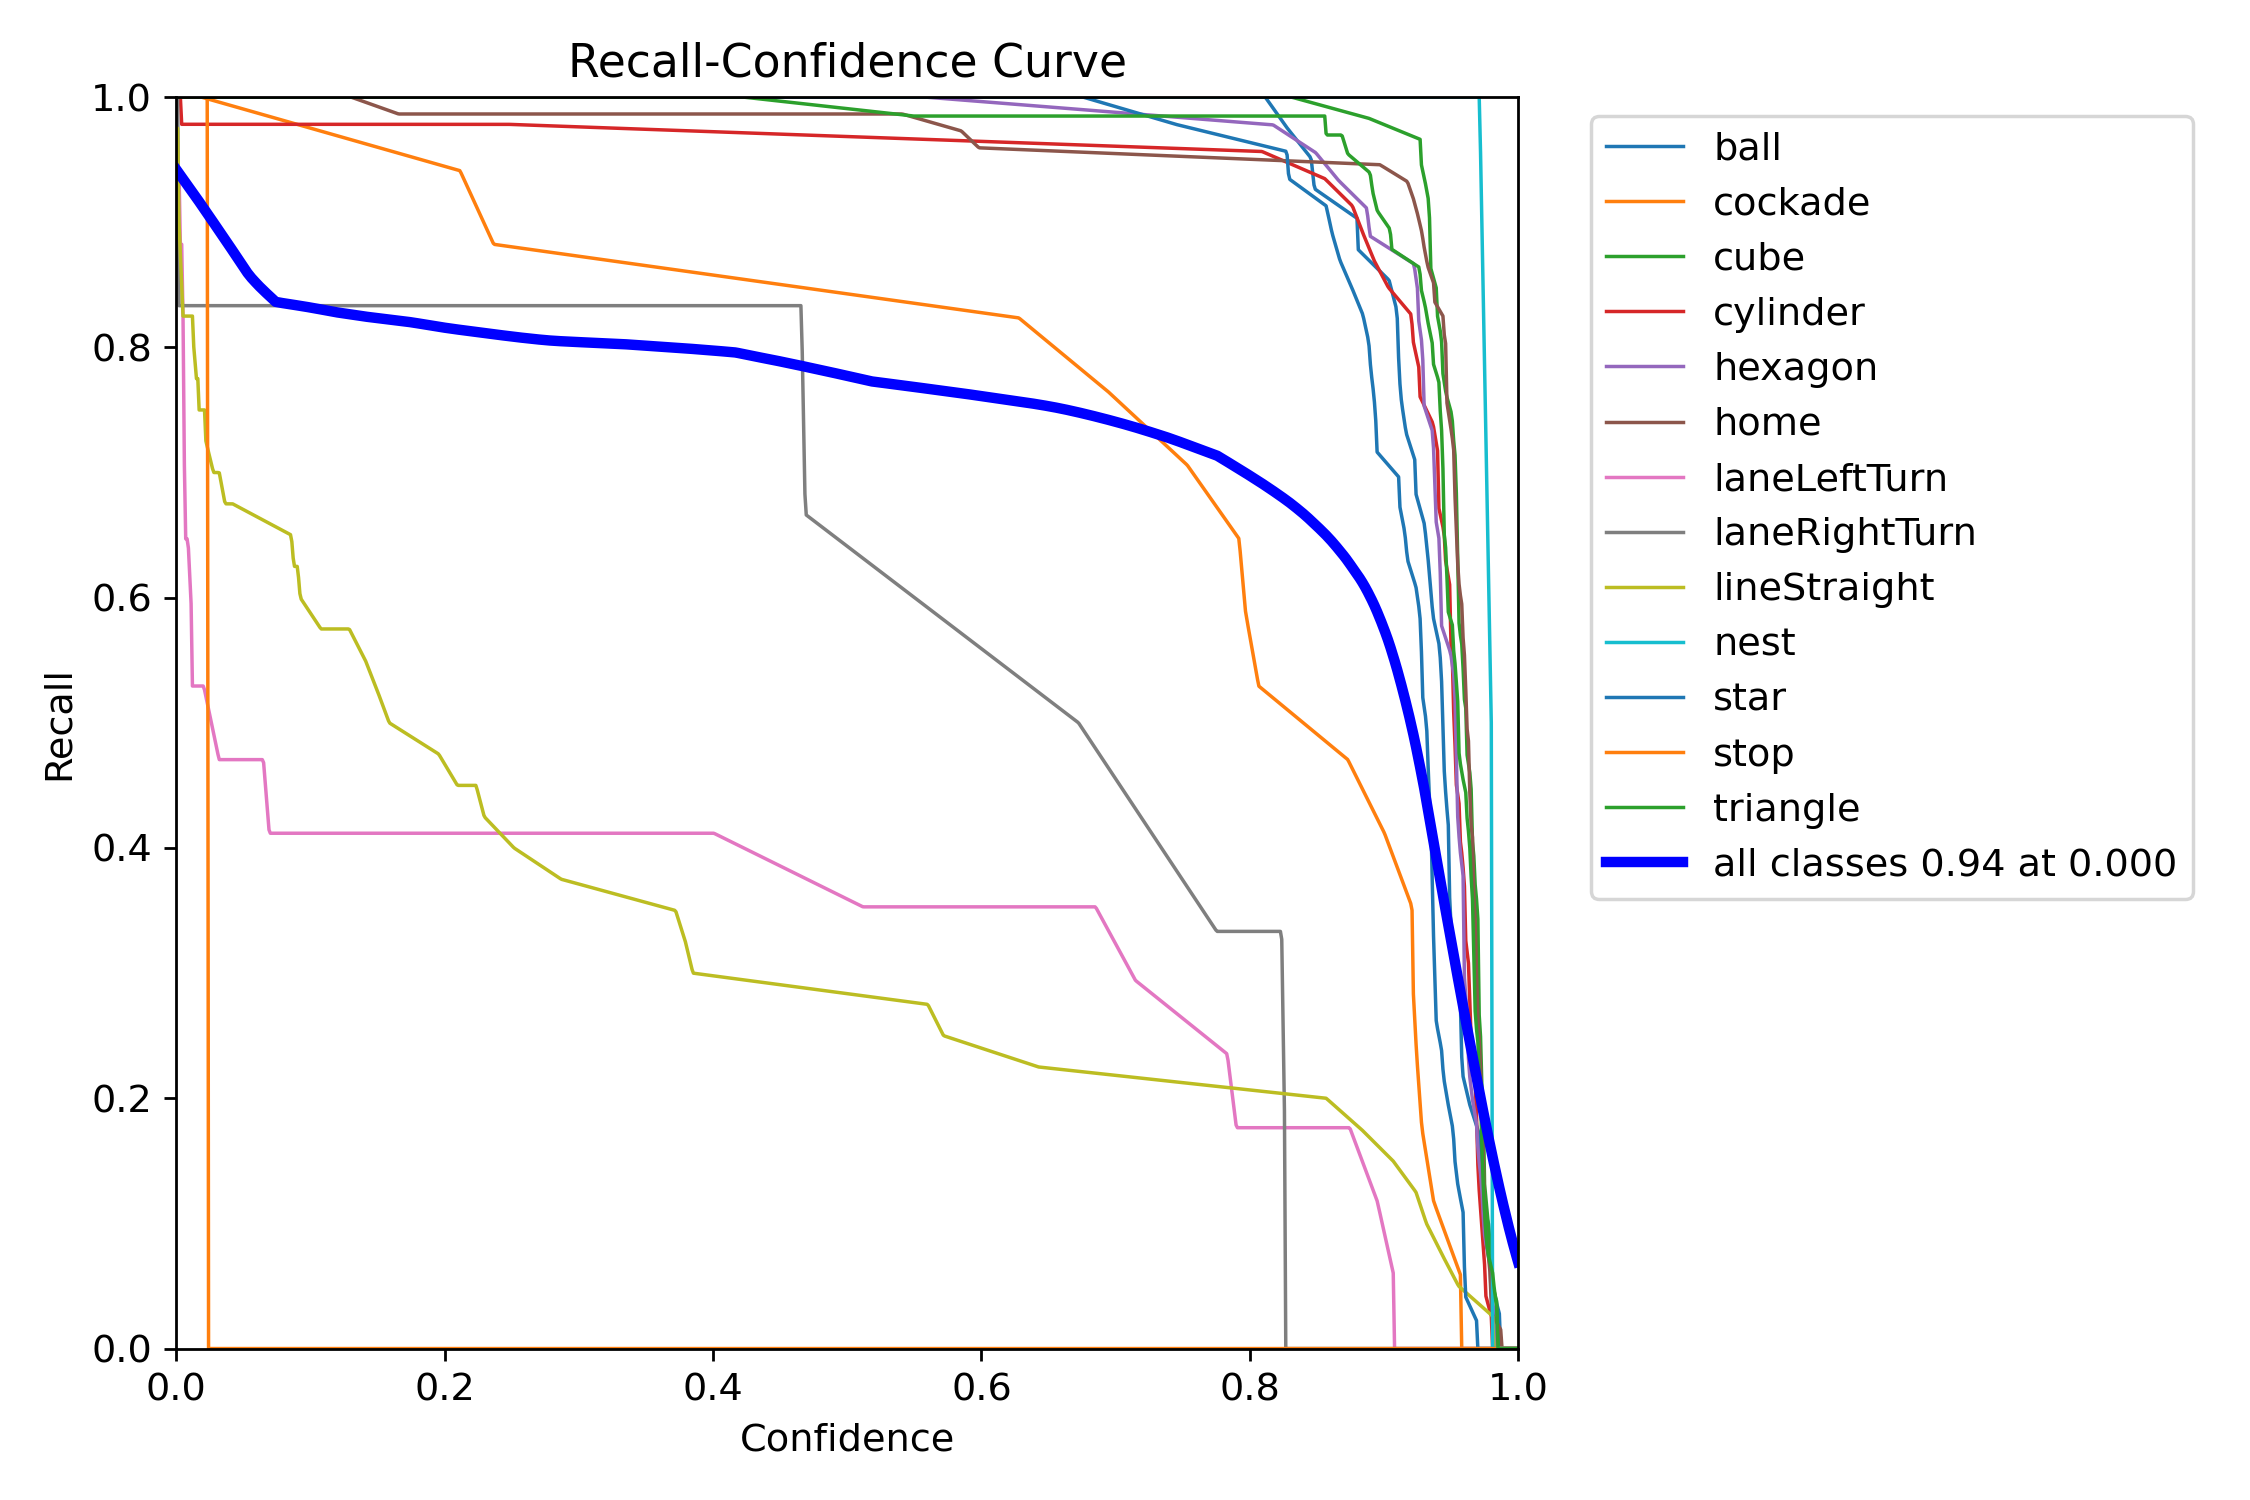 Recall-Confidence Curve
1.0
0.8
0.6
0.4
0.2
0.0
Recall
0.0 0.2 0.4 0.6 0.8 1.0
Confidence
ball
cockade
cube
cylinder
hexagon
home
laneLeftTurn
laneRightTurn
lineStraight
nest
star
stop
triangle
all classes 0.94 at 0.000